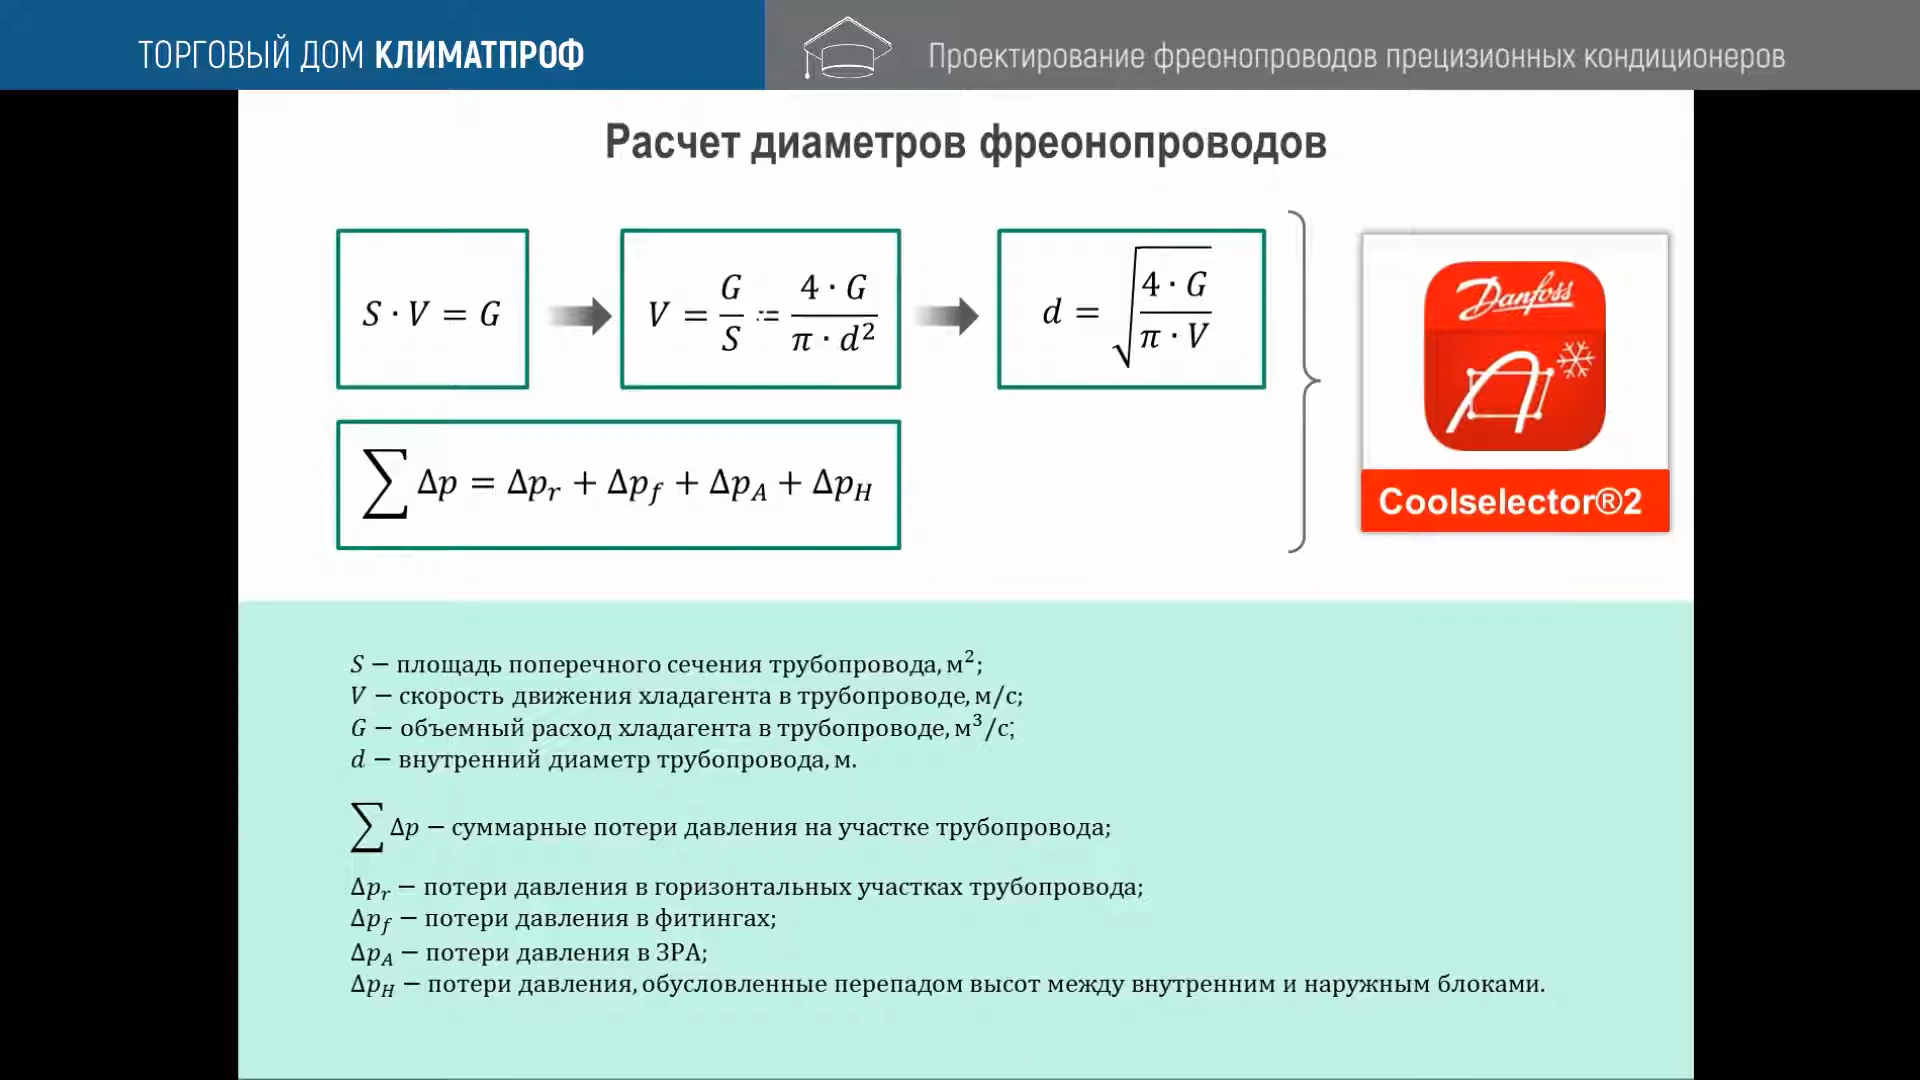 ТОРГОВЫЙ ДОМ КЛИМАТПРОФ
Проектирование фреонопроводов прецизионных кондиционеров
Расчет диаметров фреонопроводов
S · V = G
V = G/S = 4 · G / π · d²
d = √(4 · G / π · V)
Danfoss
Coolselector®2
∑ Δp = Δp_r + Δp_f + Δp_A + Δp_H
S − площадь поперечного сечения трубопровода, м²;
V − скорость движения хладагента в трубопроводе, м/с;
G − объемный расход хладагента в трубопроводе, м³/с;
d − внутренний диаметр трубопровода, м.
∑ Δp − суммарные потери давления на участке трубопровода;
Δp_r − потери давления в горизонтальных участках трубопровода;
Δp_f − потери давления в фитингах;
Δp_A − потери давления в ЗРА;
Δp_H − потери давления, обусловленные перепадом высот между внутренним и наружным блоками.